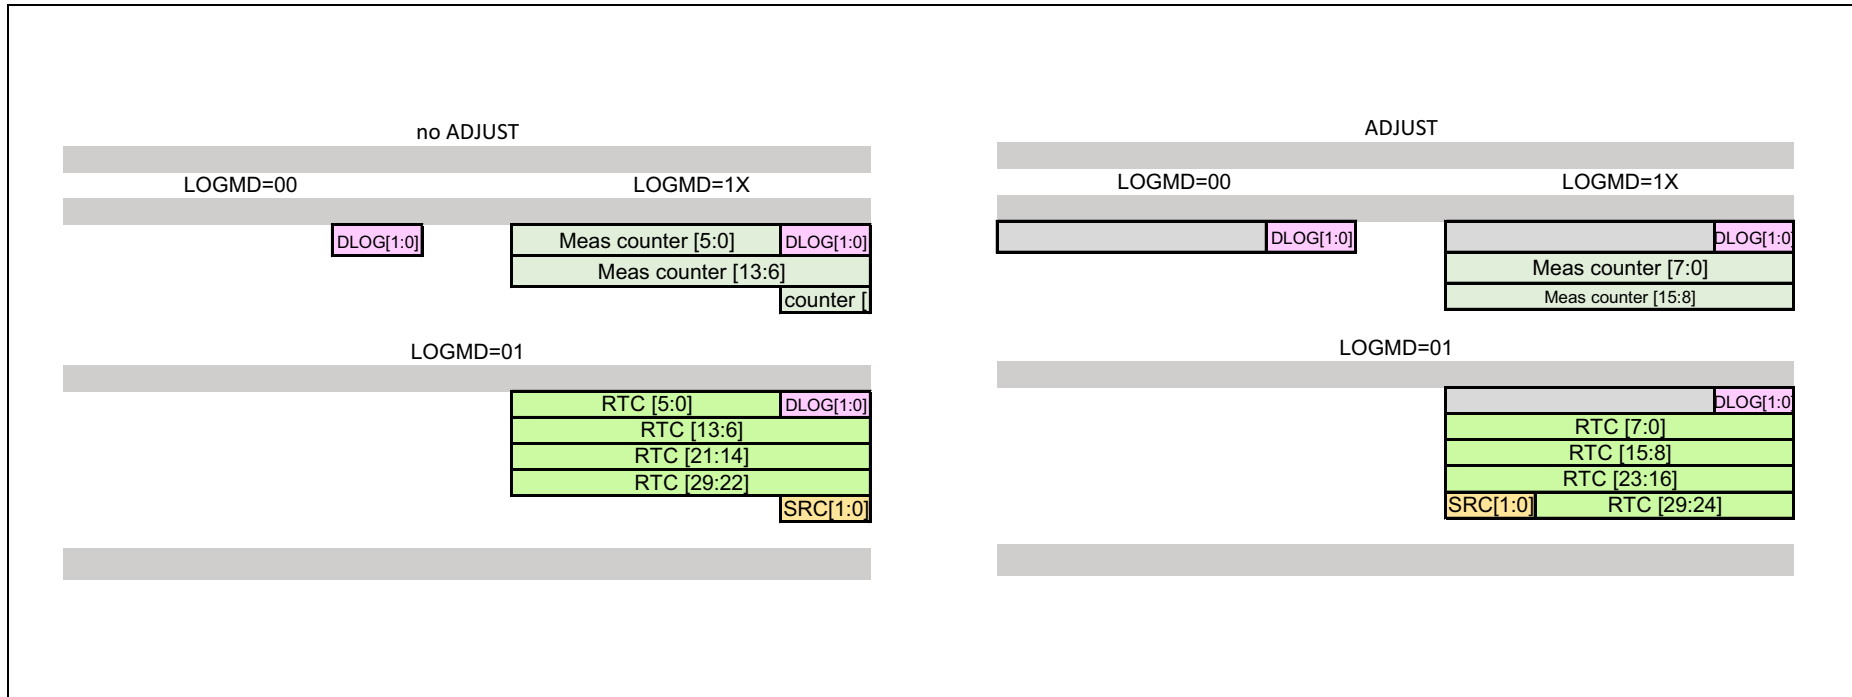 no ADJUST
LOGMD=00 LOGMD=1X
DLOG[1:0] Meas counter [5:0] DLOG[1:0]
Meas counter [13:6]
counter [
LOGMD=01
RTC [5:0] DLOG[1:0]
RTC [13:6]
RTC [21:14]
RTC [29:22]
SRC[1:0]
ADJUST
LOGMD=00 LOGMD=1X
DLOG[1:0] DLOG[1:0]
Meas counter [7:0]
Meas counter [15:8]
LOGMD=01
DLOG[1:0]
RTC [7:0]
RTC [15:8]
RTC [23:16]
SRC[1:0] RTC [29:24]